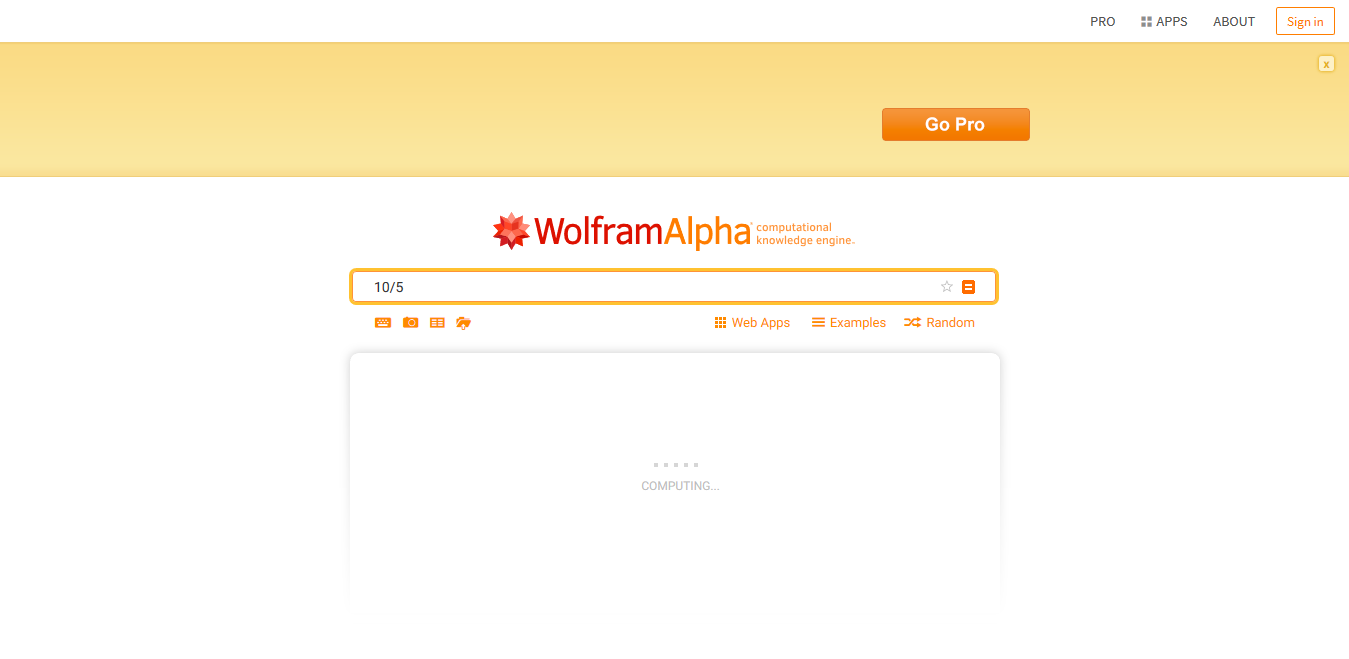 PRO APPS ABOUT Sign in
x
Go Pro
WolframAlpha computational
knowledge engine
10/5
Web Apps Examples Random
COMPUTING...